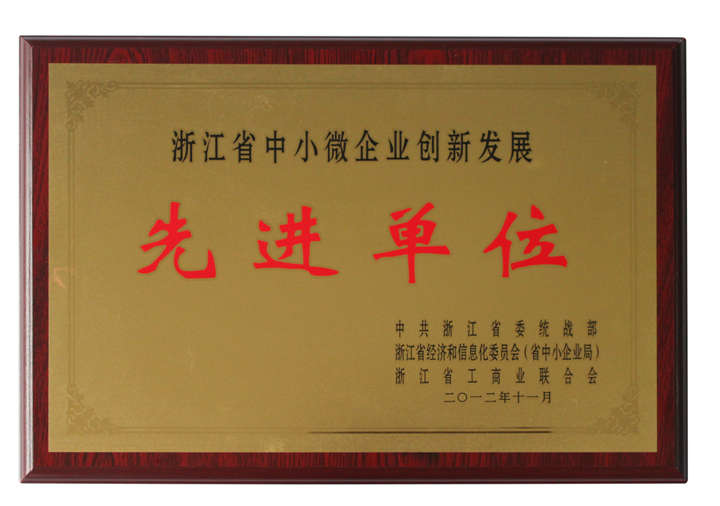 浙江省中小微企业创新发展
先进单位
中共浙江省委统战部
浙江省经济和信息化委员会(省中小企业局)
浙江省工商业联合会
二〇一二年十一月